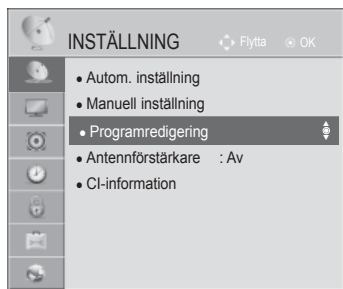 INSTÄLLNING Flytta OK
• Autom. inställning
• Manuell inställning
• Programredigering
• Antennförstärkare : Av
• CI-information